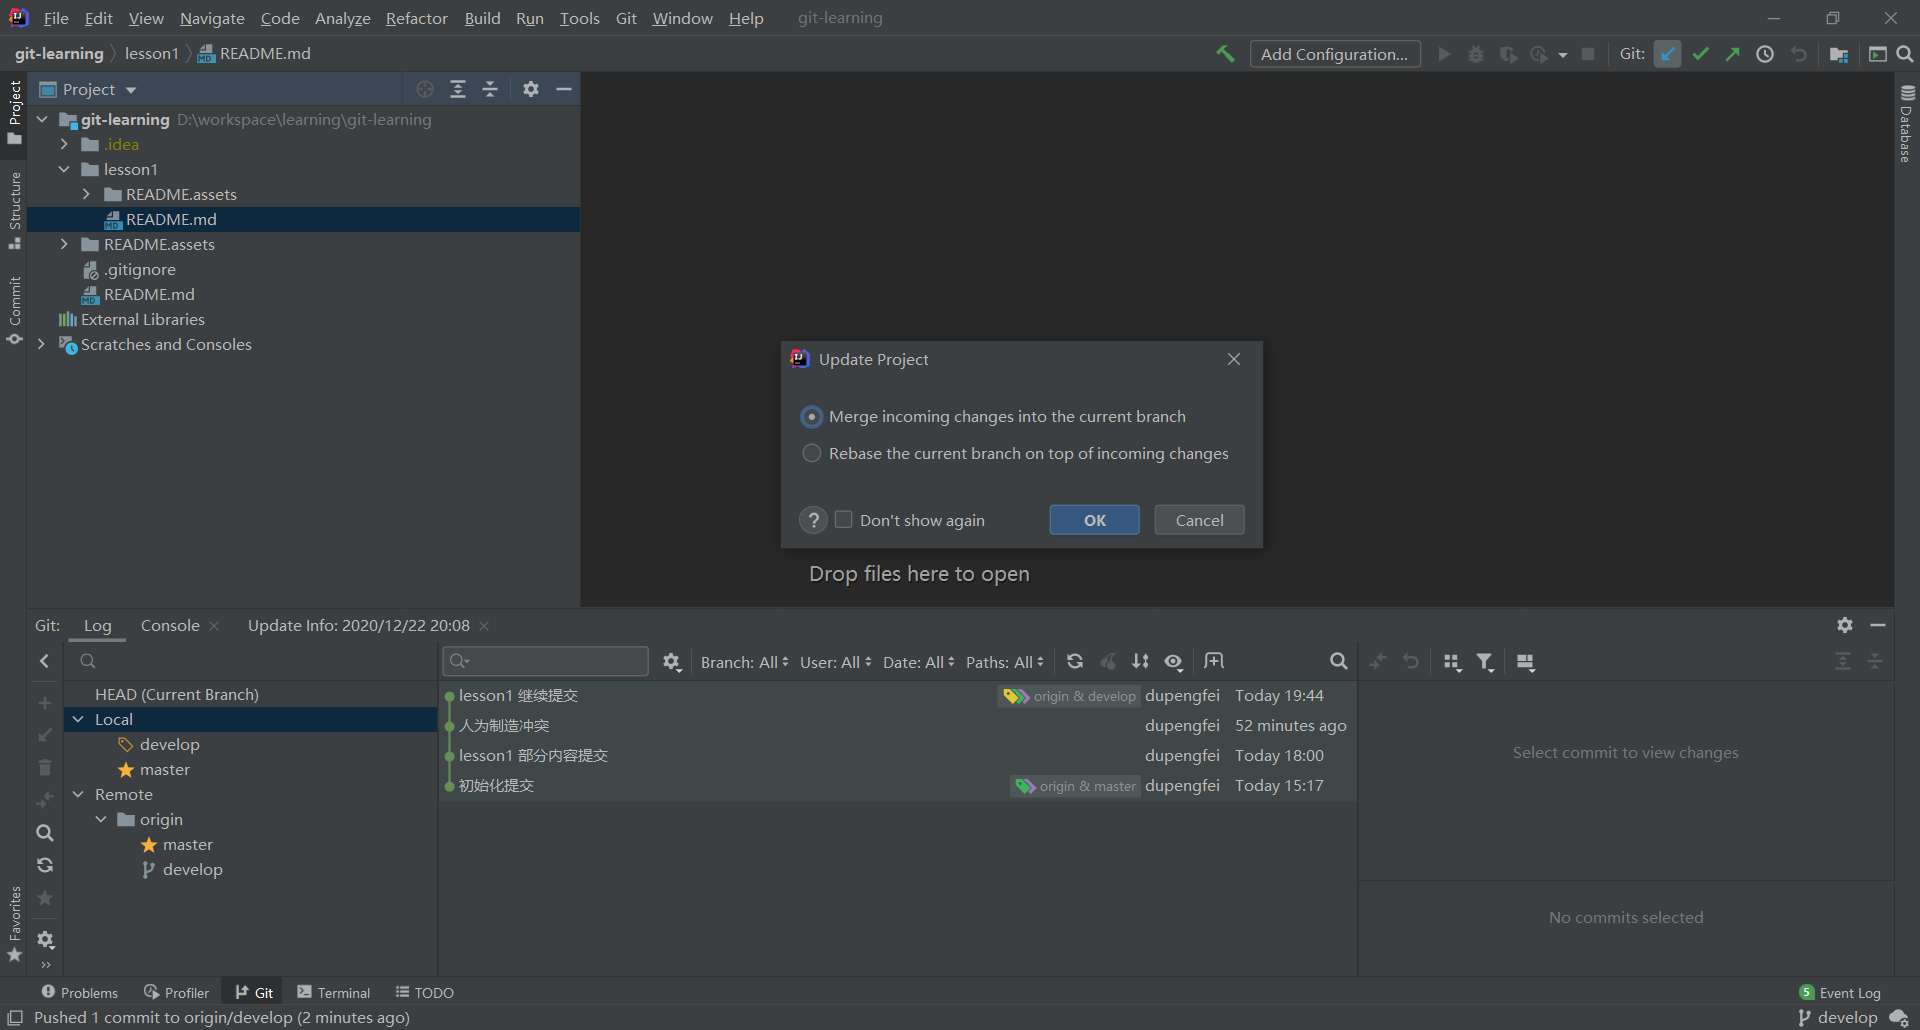 File Edit View Navigate Code Analyze Refactor Build Run Tools Git Window Help git-learning
git-learning lesson1 README.md
Add Configuration...
Git:
Project
Structure
Commit
Favorites
Database
Project
git-learning D:\workspace\learning\git-learning
.idea
lesson1
README.assets
README.md
README.assets
.gitignore
README.md
External Libraries
Scratches and Consoles
Update Project
Merge incoming changes into the current branch
Rebase the current branch on top of incoming changes
? Don't show again OK Cancel
Drop files here to open
Git: Log Console Update Info: 2020/12/22 20:08
HEAD (Current Branch)
Local
develop
master
Remote
origin
master
develop
Branch: All User: All Date: All Paths: All
lesson1 继续提交 origin & develop dupengfei Today 19:44
人为制造冲突 dupengfei 52 minutes ago
lesson1 部分内容提交 dupengfei Today 18:00
初始化提交 origin & master dupengfei Today 15:17
Select commit to view changes
No commits selected
Problems Profiler Git Terminal TODO
5 Event Log
Pushed 1 commit to origin/develop (2 minutes ago)
develop